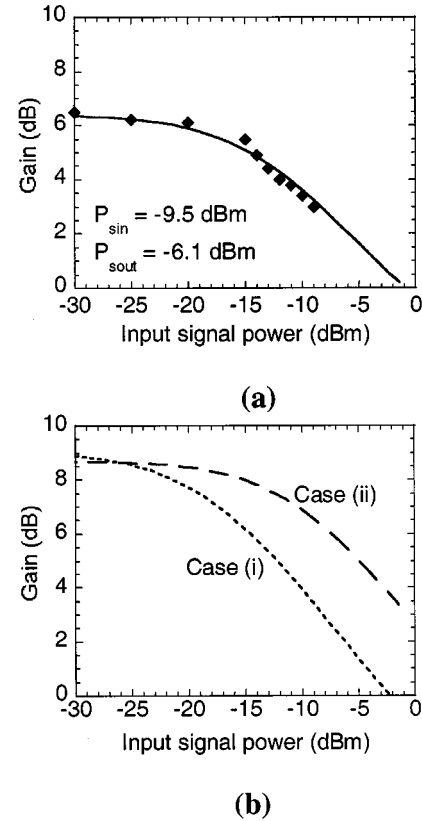 10
8
6
4
2
0
Gain (dB)
P_sin = -9.5 dBm
P_sout = -6.1 dBm
-30 -25 -20 -15 -10 -5 0
Input signal power (dBm)
(a)
10
8
6
4
2
0
Gain (dB)
Case (ii)
Case (i)
-30 -25 -20 -15 -10 -5 0
Input signal power (dBm)
(b)